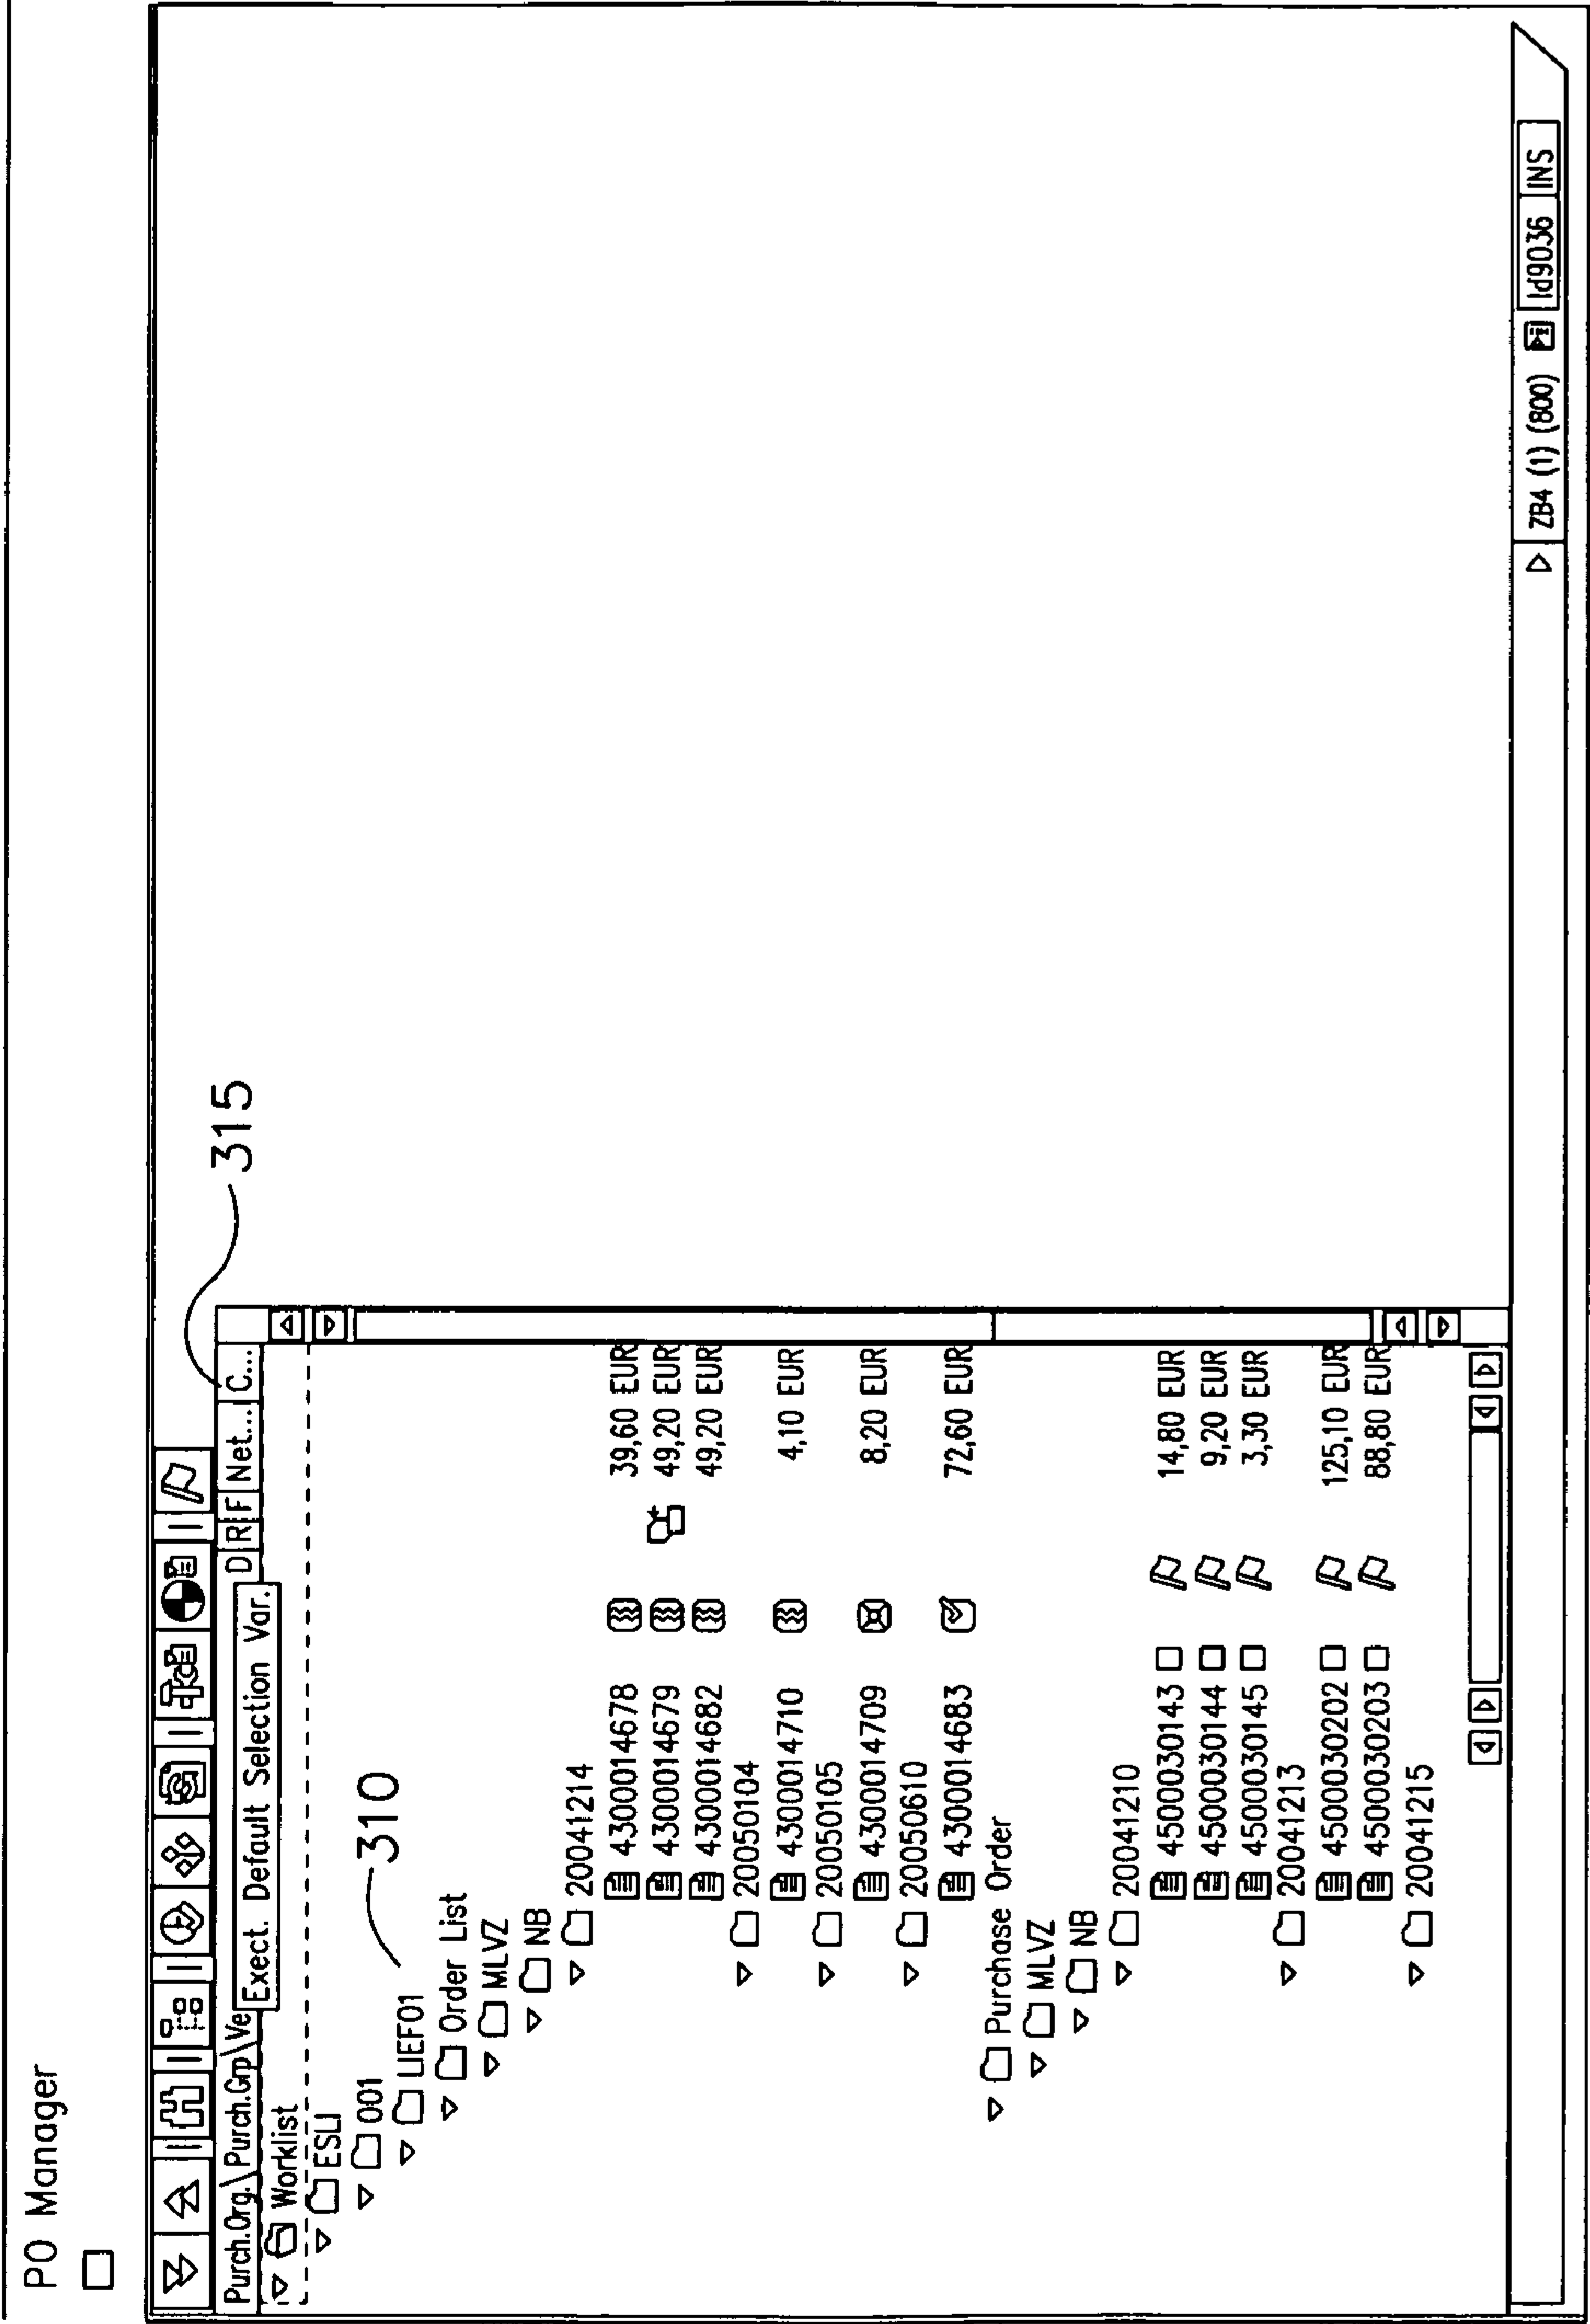 PO Manager
315
Purch.Org.\ Purch.Grp\Ve D R F Net... C...
Exect. Default Selection Var.
Worklist
ESLI
001
310
LIEF01
Order List
MLVZ
NB
20041214
4300014678 39,60 EUR
4300014679 49,20 EUR
4300014682 49,20 EUR
20050104
4300014710 4,10 EUR
20050105
4300014709 8,20 EUR
20050610
4300014683 72,60 EUR
Purchase Order
MLVZ
NB
20041210
4500030143 14,80 EUR
4500030144 9,20 EUR
4500030145 3,30 EUR
20041213
4500030202 125,10 EUR
4500030203 88,80 EUR
20041215
ZB4 (1) (800) ld9036 INS